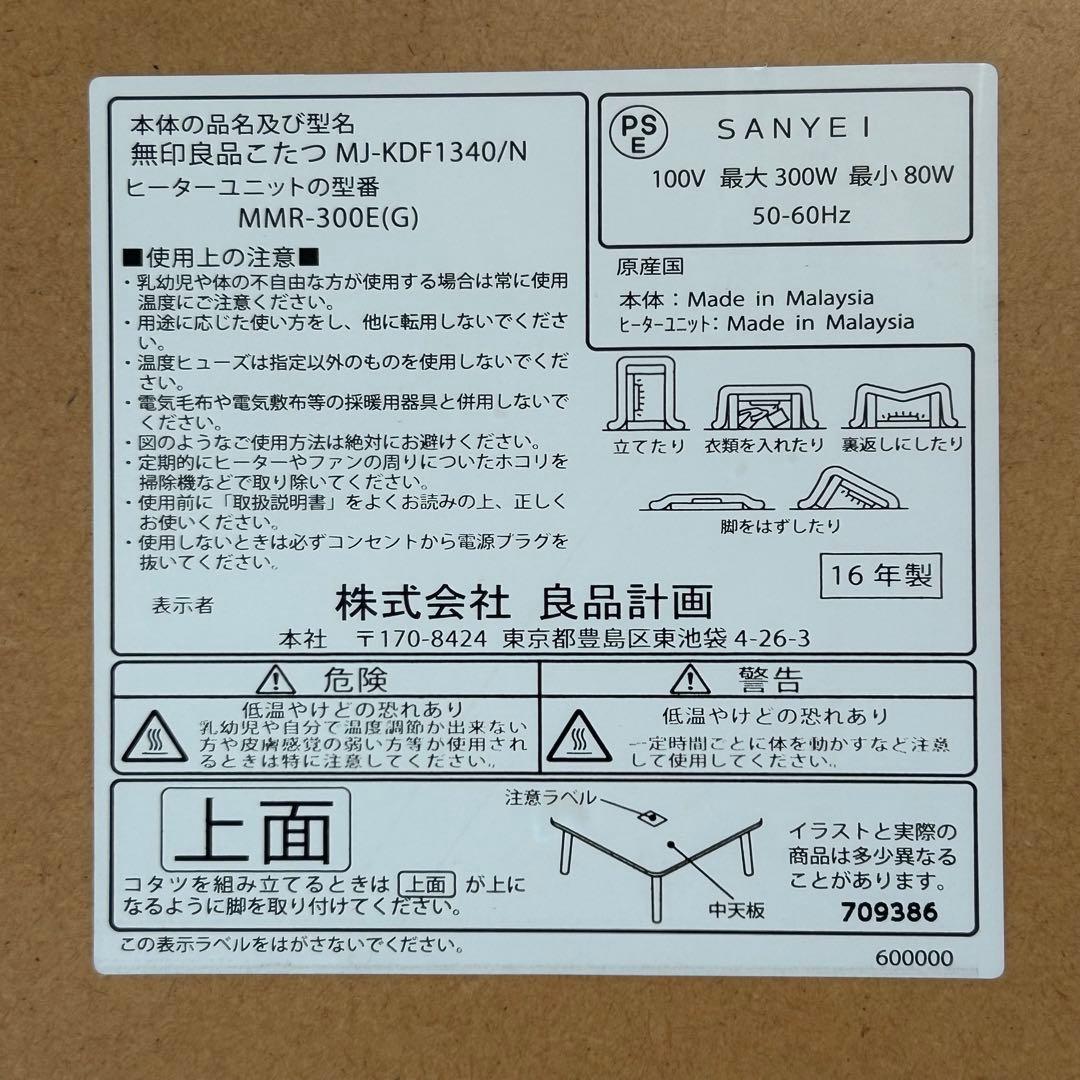 本体の品名及び型名
無印良品こたつ MJ-KDF1340/N
ヒーターユニットの型番
MMR-300E(G)
■使用上の注意■
・乳幼児や体の不自由な方が使用する場合は常に使用
温度にご注意ください。
・用途に応じた使い方をし、他に転用しないでくださ
い。
・温度ヒューズは指定以外のものを使用しないでくだ
さい。
・電気毛布や電気敷布等の採暖用器具と併用しないで
ください。
・図のようなご使用方法は絶対にお避けください。
・定期的にヒーターやファンの周りについたホコリを
掃除機などで取り除いてください。
・使用前に「取扱説明書」をよくお読みの上、正しく
お使いください。
・使用しないときは必ずコンセントから電源プラグを
抜いてください。
PS
E
SANYEI
100V 最大 300W 最小 80W
50-60Hz
原産国
本体：Made in Malaysia
ﾋｰﾀｰﾕﾆｯﾄ：Made in Malaysia
立てたり 衣類を入れたり 裏返しにしたり
脚をはずしたり
16 年製
表示者 株式会社 良品計画
本社 〒170-8424 東京都豊島区東池袋 4-26-3
危険
低温やけどの恐れあり
乳幼児や自分で温度調節か出来ない
方や皮膚感覚の弱い方等か使用され
るときは特に注意してください。
警告
低温やけどの恐れあり
一定時間ごとに体を動かすなど注意
して使用してください。
上面
コタツを組み立てるときは 上面 が上に
なるように脚を取り付けてください。
注意ラベル
中天板
イラストと実際の
商品は多少異なる
ことがあります。
709386
この表示ラベルをはがさないでください。
600000